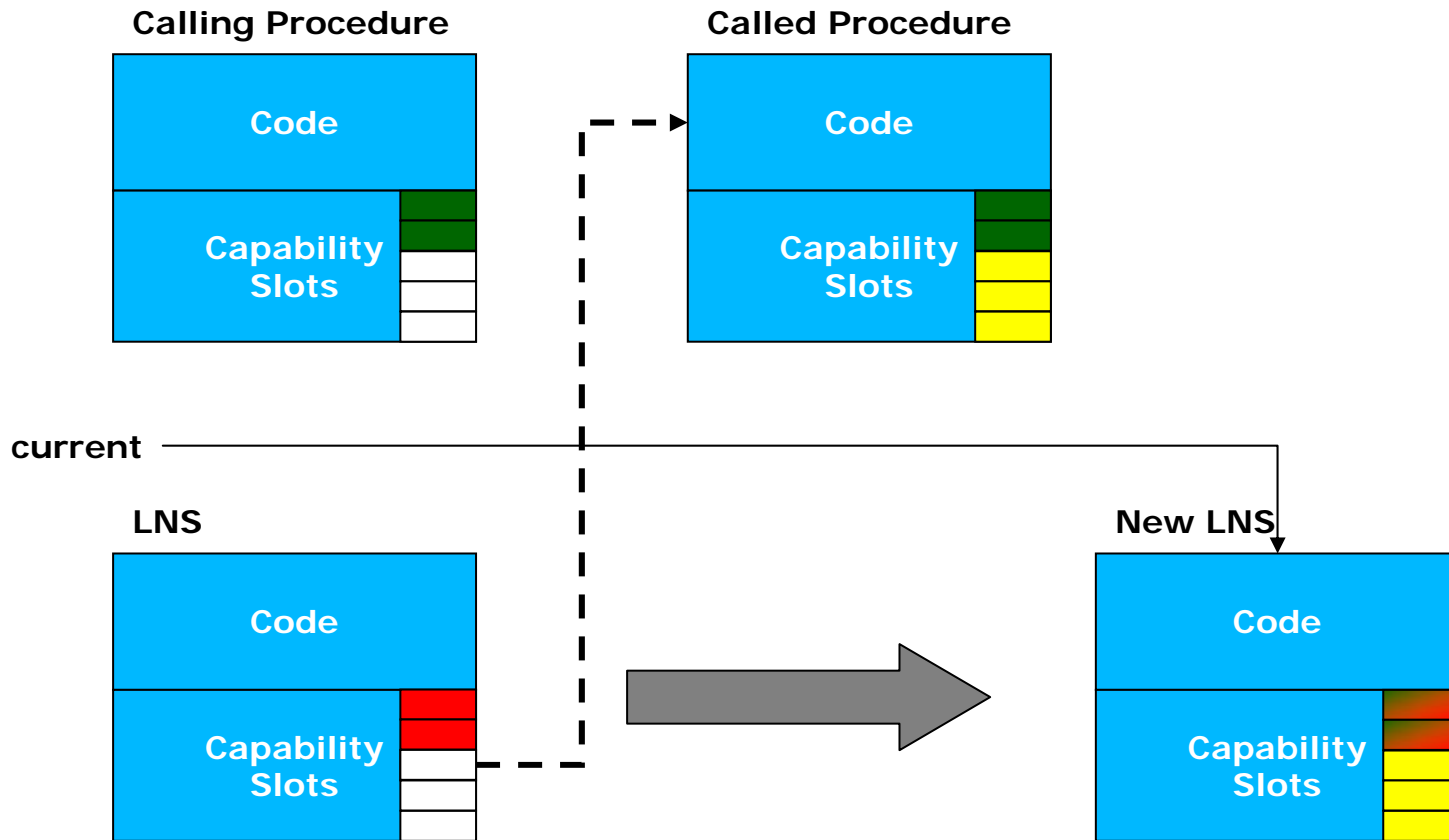 Calling Procedure
Called Procedure
Code
Code
Capability
Slots
Capability
Slots
current
LNS
New LNS
Code
Code
Capability
Slots
Capability
Slots